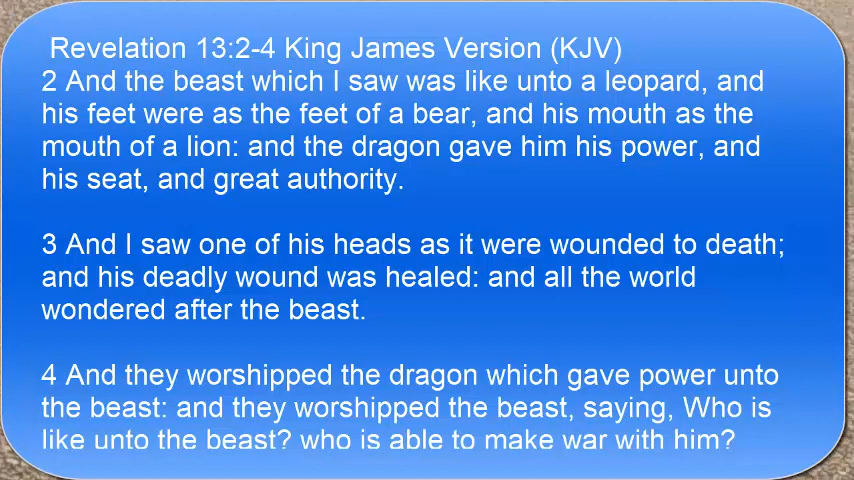 Revelation 13:2-4 King James Version (KJV)
2 And the beast which I saw was like unto a leopard, and
his feet were as the feet of a bear, and his mouth as the
mouth of a lion: and the dragon gave him his power, and
his seat, and great authority.
3 And I saw one of his heads as it were wounded to death;
and his deadly wound was healed: and all the world
wondered after the beast.
4 And they worshipped the dragon which gave power unto
the beast: and they worshipped the beast, saying, Who is
like unto the beast? who is able to make war with him?